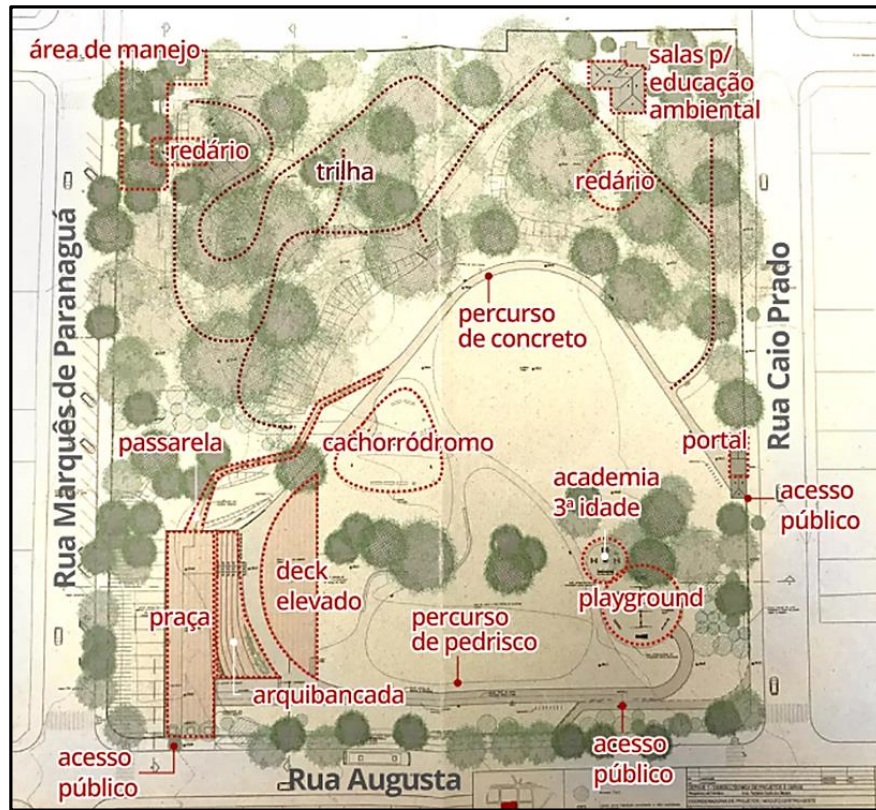 área de manejo
salas p/
educação
ambiental
redário
trilha
redário
Rua Marquês de Paranaguá
Rua Caio Prado
percurso
de concreto
passarela
cachorródromo
portal
academia
3ª idade
acesso
público
deck
elevado
playground
praça
percurso
de pedrisco
arquibancada
acesso
público
acesso
público
Rua Augusta